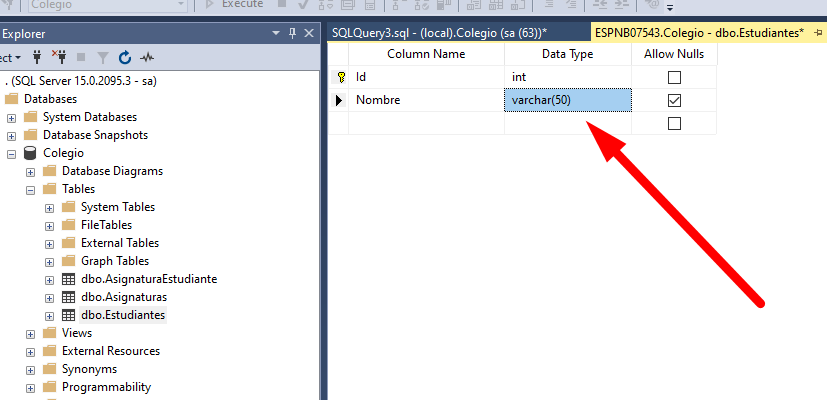 Colegio
Execute
Explorer
SQLQuery3.sql - (local).Colegio (sa (63))*
ESPNB07543.Colegio - dbo.Estudiantes*
ect
. (SQL Server 15.0.2095.3 - sa)
Databases
System Databases
Database Snapshots
Colegio
Database Diagrams
Tables
System Tables
FileTables
External Tables
Graph Tables
dbo.AsignaturaEstudiante
dbo.Asignaturas
dbo.Estudiantes
Views
External Resources
Synonyms
Programmability
Column Name Data Type Allow Nulls
Id int
Nombre varchar(50)